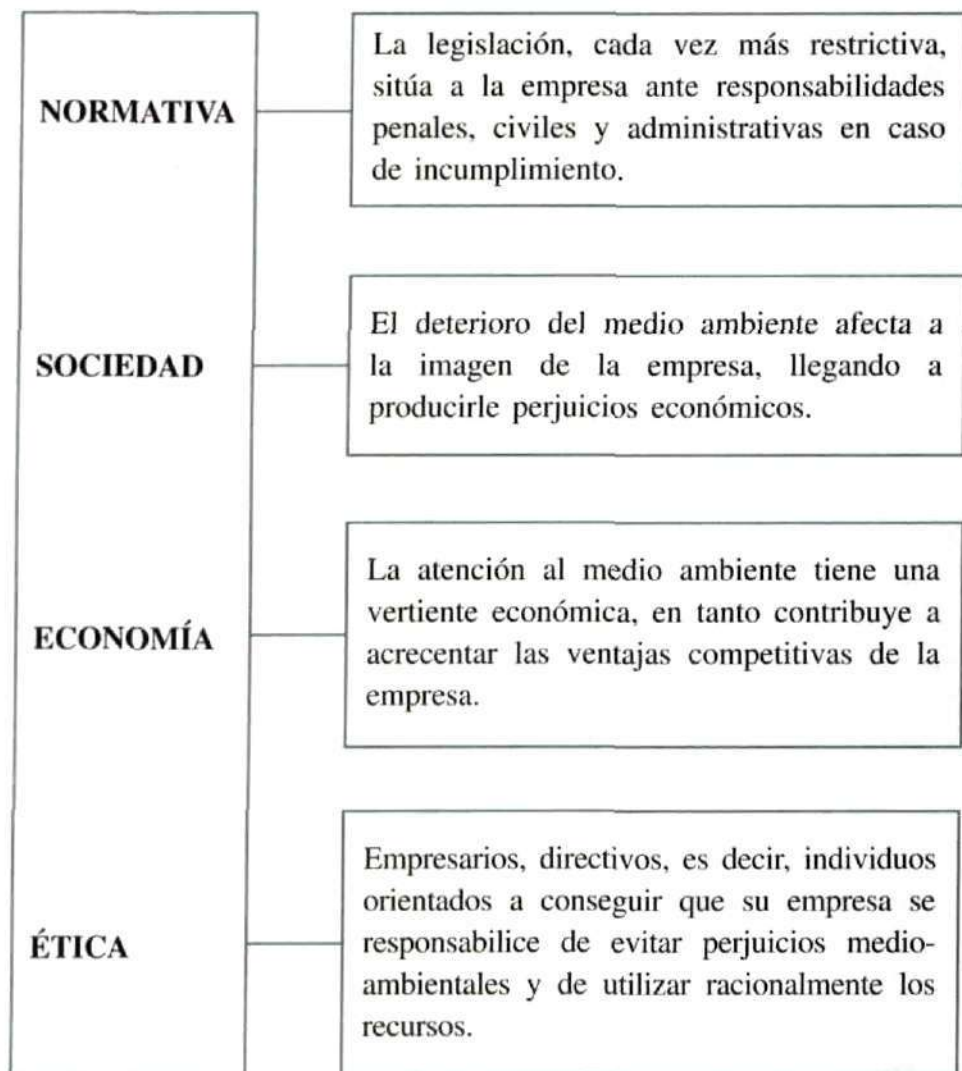 NORMATIVA
La legislación, cada vez más restrictiva,
sitúa a la empresa ante responsabilidades
penales, civiles y administrativas en caso
de incumplimiento.
SOCIEDAD
El deterioro del medio ambiente afecta a
la imagen de la empresa, llegando a
producirle perjuicios económicos.
ECONOMÍA
La atención al medio ambiente tiene una
vertiente económica, en tanto contribuye a
acrecentar las ventajas competitivas de la
empresa.
ÉTICA
Empresarios, directivos, es decir, individuos
orientados a conseguir que su empresa se
responsabilice de evitar perjuicios medio-
ambientales y de utilizar racionalmente los
recursos.